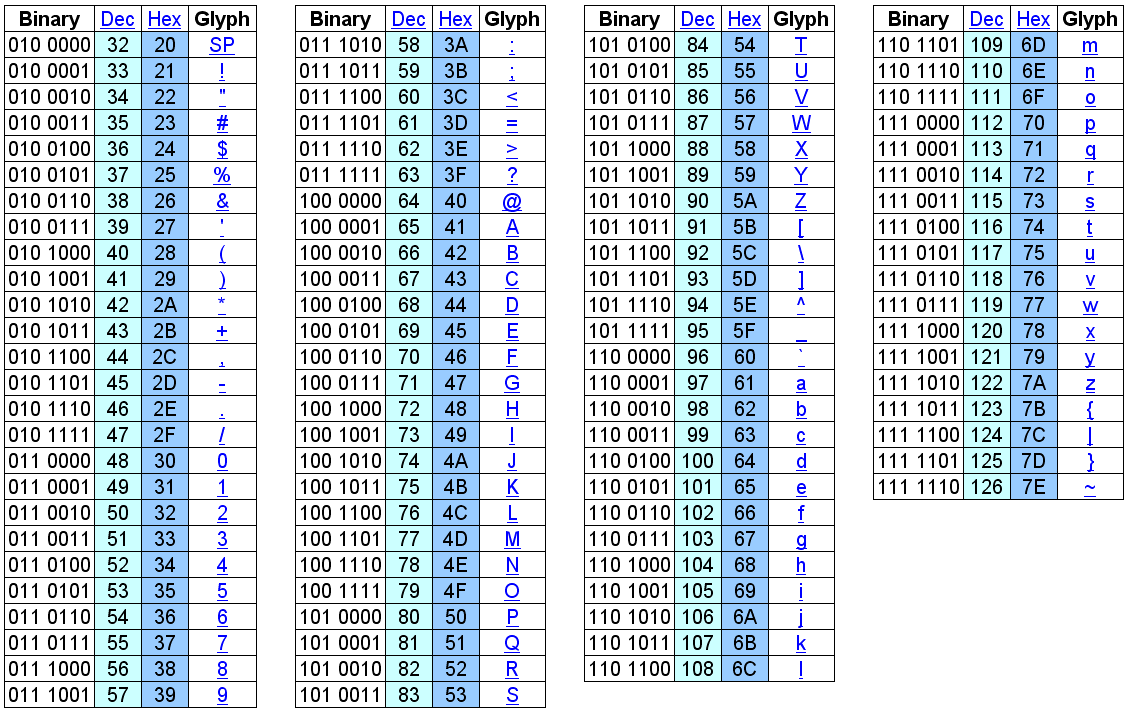 Binary Dec Hex Glyph
010 0000 32 20 SP
010 0001 33 21 !
010 0010 34 22 "
010 0011 35 23 #
010 0100 36 24 $
010 0101 37 25 %
010 0110 38 26 &
010 0111 39 27 '
010 1000 40 28 (
010 1001 41 29 )
010 1010 42 2A *
010 1011 43 2B +
010 1100 44 2C ,
010 1101 45 2D -
010 1110 46 2E .
010 1111 47 2F /
011 0000 48 30 0
011 0001 49 31 1
011 0010 50 32 2
011 0011 51 33 3
011 0100 52 34 4
011 0101 53 35 5
011 0110 54 36 6
011 0111 55 37 7
011 1000 56 38 8
011 1001 57 39 9
Binary Dec Hex Glyph
011 1010 58 3A :
011 1011 59 3B ;
011 1100 60 3C <
011 1101 61 3D =
011 1110 62 3E >
011 1111 63 3F ?
100 0000 64 40 @
100 0001 65 41 A
100 0010 66 42 B
100 0011 67 43 C
100 0100 68 44 D
100 0101 69 45 E
100 0110 70 46 F
100 0111 71 47 G
100 1000 72 48 H
100 1001 73 49 I
100 1010 74 4A J
100 1011 75 4B K
100 1100 76 4C L
100 1101 77 4D M
100 1110 78 4E N
100 1111 79 4F O
101 0000 80 50 P
101 0001 81 51 Q
101 0010 82 52 R
101 0011 83 53 S
Binary Dec Hex Glyph
101 0100 84 54 T
101 0101 85 55 U
101 0110 86 56 V
101 0111 87 57 W
101 1000 88 58 X
101 1001 89 59 Y
101 1010 90 5A Z
101 1011 91 5B [
101 1100 92 5C \
101 1101 93 5D ]
101 1110 94 5E ^
101 1111 95 5F _
110 0000 96 60 `
110 0001 97 61 a
110 0010 98 62 b
110 0011 99 63 c
110 0100 100 64 d
110 0101 101 65 e
110 0110 102 66 f
110 0111 103 67 g
110 1000 104 68 h
110 1001 105 69 i
110 1010 106 6A j
110 1011 107 6B k
110 1100 108 6C l
Binary Dec Hex Glyph
110 1101 109 6D m
110 1110 110 6E n
110 1111 111 6F o
111 0000 112 70 p
111 0001 113 71 q
111 0010 114 72 r
111 0011 115 73 s
111 0100 116 74 t
111 0101 117 75 u
111 0110 118 76 v
111 0111 119 77 w
111 1000 120 78 x
111 1001 121 79 y
111 1010 122 7A z
111 1011 123 7B {
111 1100 124 7C |
111 1101 125 7D }
111 1110 126 7E ~